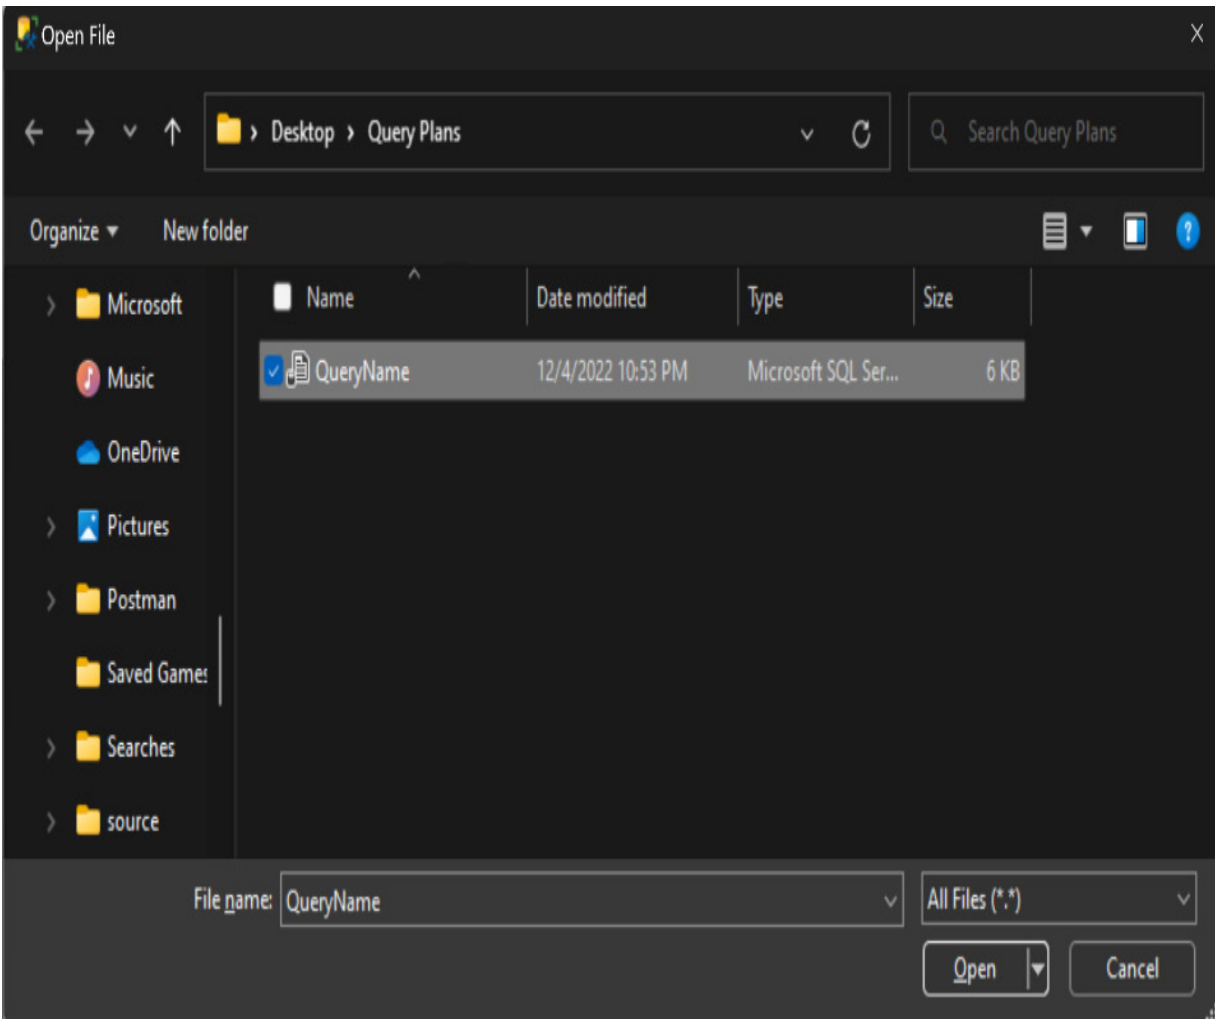 Open File
Desktop > Query Plans
Search Query Plans
Organize
New folder
Name
Date modified
Type
Size
QueryName
12/4/2022 10:53 PM
Microsoft SQL Ser...
6 KB
Microsoft
Music
OneDrive
Pictures
Postman
Saved Games
Searches
source
File name:
QueryName
All Files (*.*)
Open
Cancel